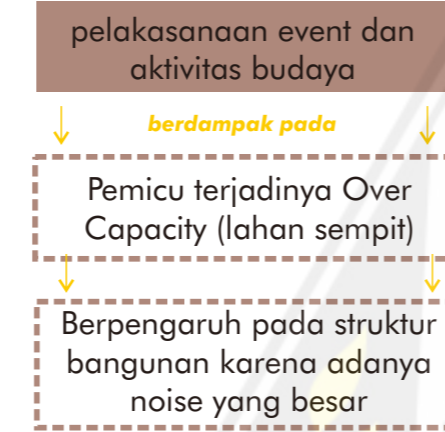 pelakasanaan event dan
aktivitas budaya
berdampak pada
Pemicu terjadinya Over
Capacity (lahan sempit)
Berpengaruh pada struktur
bangunan karena adanya
noise yang besar